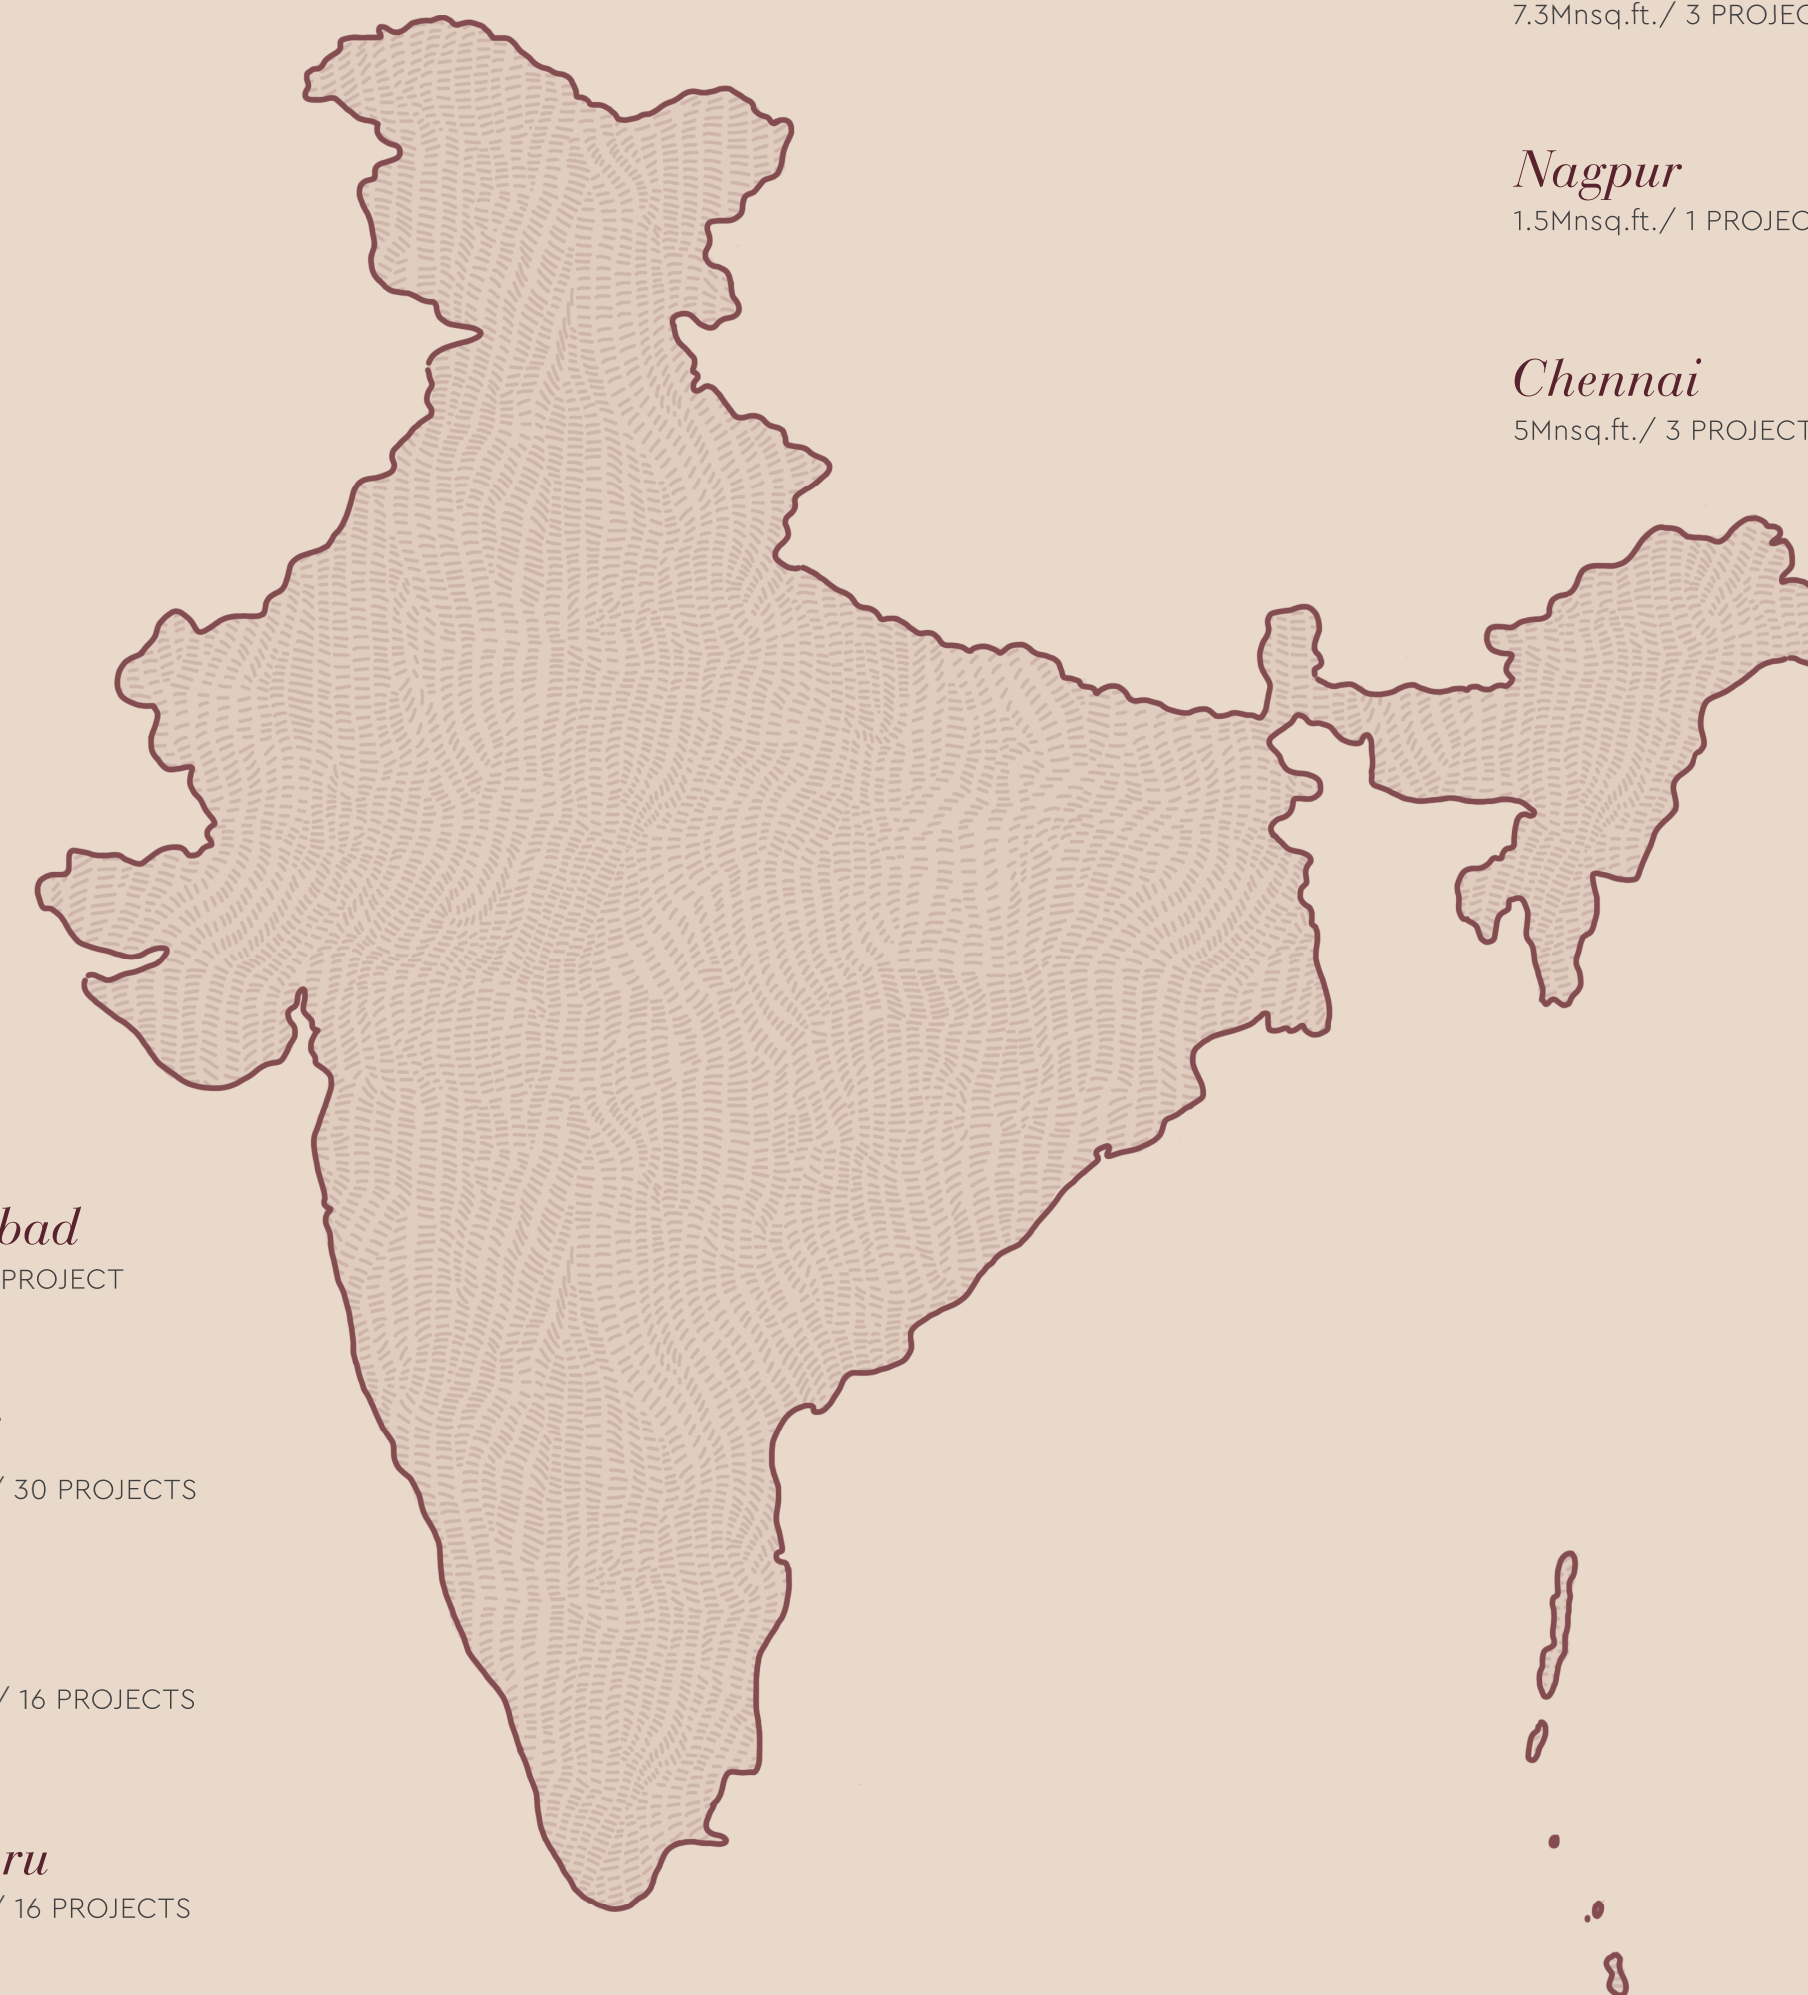 7.3Mnsq.ft./ 3 PROJEC
Nagpur
1.5Mnsq.ft./ 1 PROJEC
Chennai
5Mnsq.ft./ 3 PROJECT
bad
PROJECT
/ 30 PROJECTS
/ 16 PROJECTS
ru
/ 16 PROJECTS